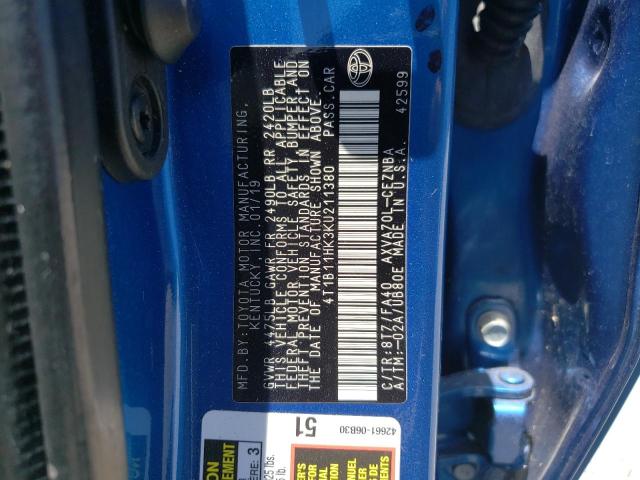 MFD. BY: TOYOTA MOTOR MANUFACTURING,
KENTUCKY, INC. 01/19
GVWR 4475LB GAWR FR 2490LB RR 2420LB
THIS VEHICLE CONFORMS TO ALL APPLICABLE
FEDERAL MOTOR VEHICLE SAFETY, BUMPER, AND
THEFT PREVENTION STANDARDS IN EFFECT ON
THE DATE OF MANUFACTURE SHOWN ABOVE.
4T1B11HK3KU211380 PASS.CAR
C/TR:8T7/FA40 AXVA70L-CEZNBA
A/TM:-02A/UB80E MADE IN U.S.A. 42599
51
42661-06B30
3